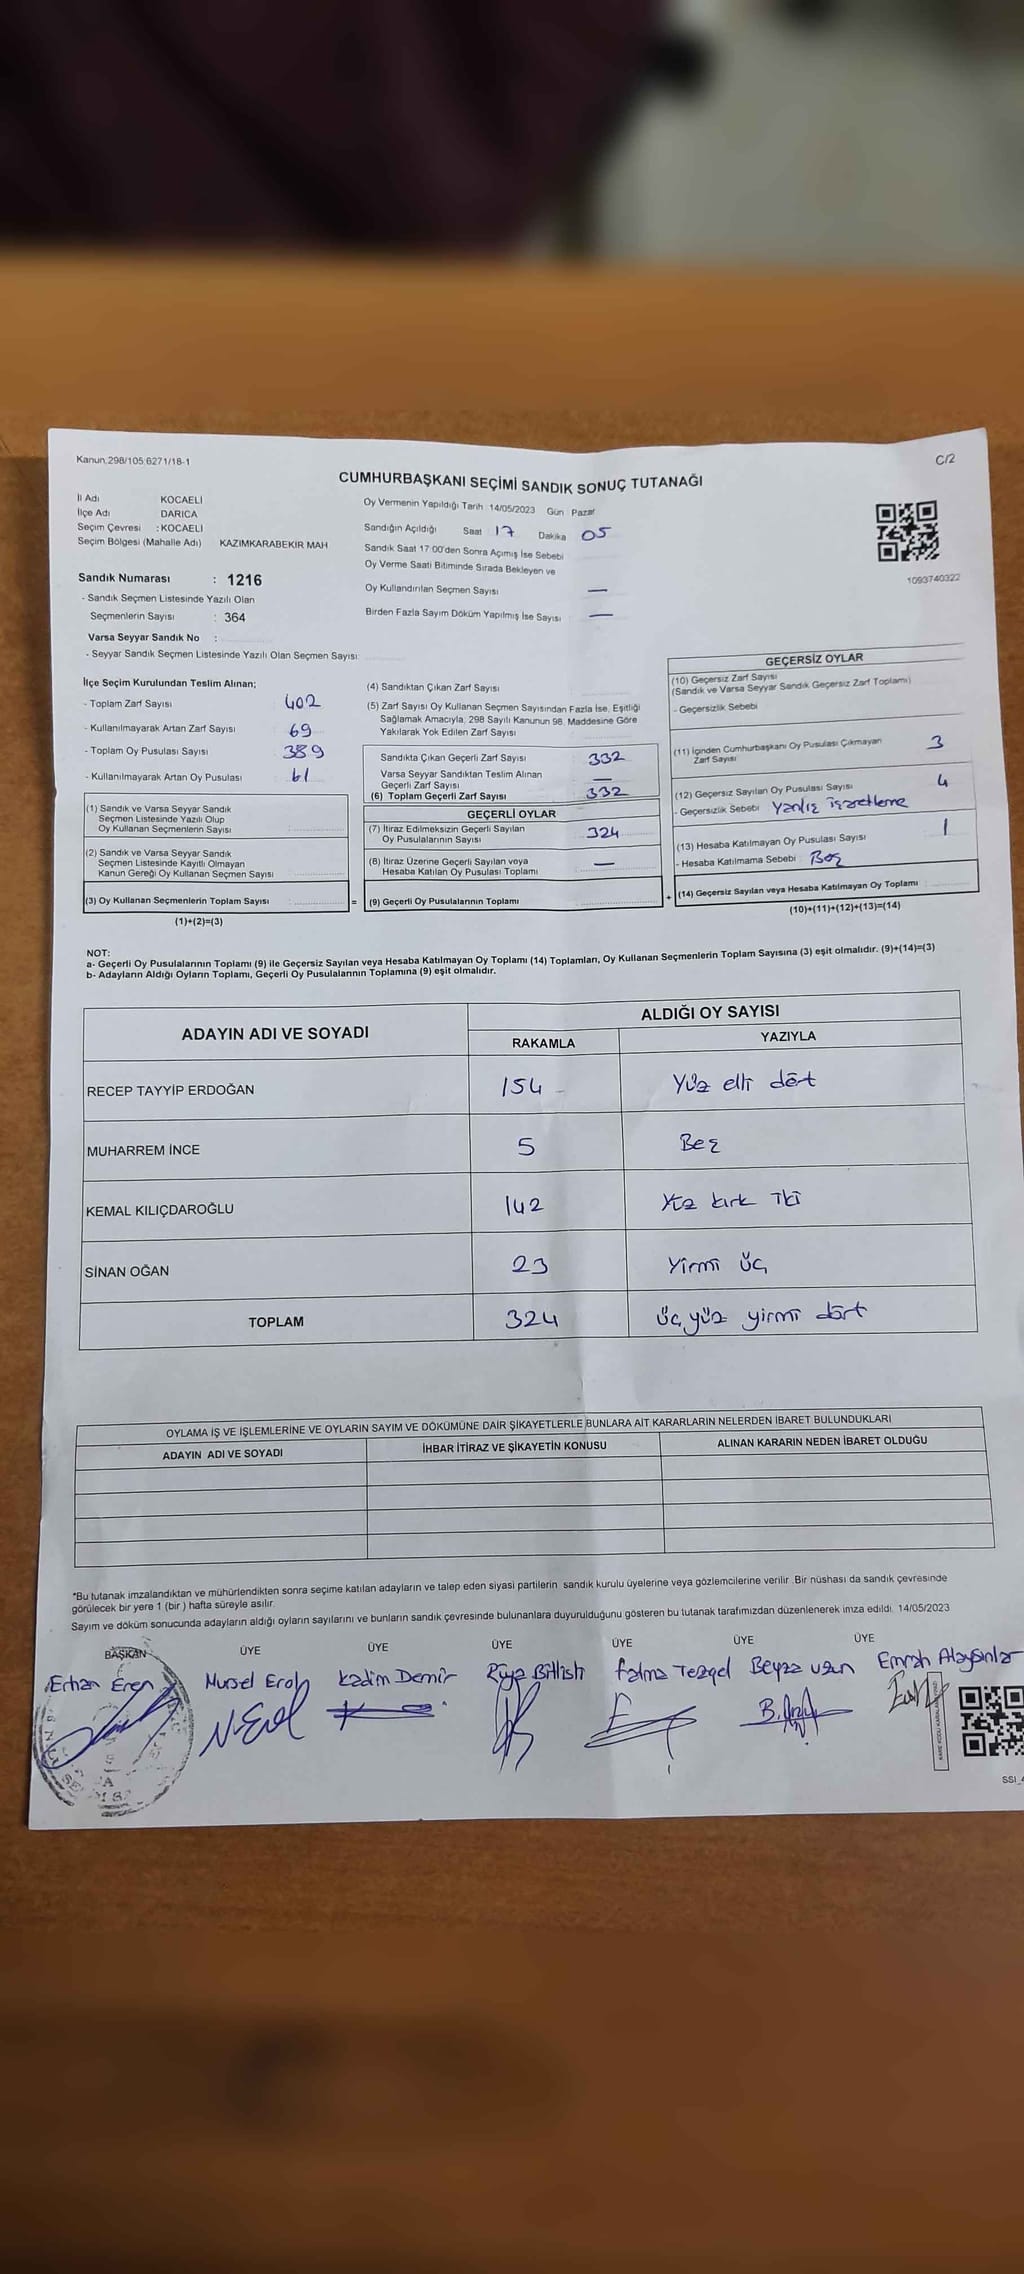 Kanun.298/105.6271/18-1
C/2
CUMHURBAŞKANI SEÇİMİ SANDIK SONUÇ TUTANAĞI
İl Adı KOCAELİ
İlçe Adı DARICA
Seçim Çevresi : KOCAELİ
Seçim Bölgesi (Mahalle Adı) KAZIMKARABEKİR MAH
Sandık Numarası : 1216
- Sandık Seçmen Listesinde Yazılı Olan
Seçmenlerin Sayısı : 364
Varsa Seyyar Sandık No :
- Seyyar Sandık Seçmen Listesinde Yazılı Olan Seçmen Sayısı:
Oy Vermenin Yapıldığı Tarih 14/05/2023 Gün : Pazar
Sandığın Açıldığı Saat 17 Dakika 05
Sandık Saat 17:00'den Sonra Açımış İse Sebebi
Oy Verme Saati Bitiminde Sırada Bekleyen ve
Oy Kullandırılan Seçmen Sayısı —
Birden Fazla Sayım Döküm Yapılmış İse Sayısı —
1093740322
İlçe Seçim Kurulundan Teslim Alınan;
- Toplam Zarf Sayısı 402
- Kullanılmayarak Artan Zarf Sayısı 69
- Toplam Oy Pusulası Sayısı 389
- Kullanılmayarak Artan Oy Pusulası 61
(1) Sandık ve Varsa Seyyar Sandık
Seçmen Listesinde Yazılı Olup
Oy Kullanan Seçmenlerin Sayısı
(2) Sandık ve Varsa Seyyar Sandık
Seçmen Listesinde Kayıtlı Olmayan
Kanun Gereği Oy Kullanan Seçmen Sayısı
(3) Oy Kullanan Seçmenlerin Toplam Sayısı
(1)+(2)=(3)
(4) Sandıktan Çıkan Zarf Sayısı
(5) Zarf Sayısı Oy Kullanan Seçmen Sayısından Fazla İse, Eşitliği
Sağlamak Amacıyla, 298 Sayılı Kanunun 98. Maddesine Göre
Yakılarak Yok Edilen Zarf Sayısı
Sandıkta Çıkan Geçerli Zarf Sayısı 332
Varsa Seyyar Sandıktan Teslim Alınan
Geçerli Zarf Sayısı —
(6) Toplam Geçerli Zarf Sayısı 332
GEÇERLİ OYLAR
(7) İtiraz Edilmeksizin Geçerli Sayılan
Oy Pusulalarının Sayısı 324
(8) İtiraz Üzerine Geçerli Sayılan veya
Hesaba Katılan Oy Pusulası Toplamı —
= (9) Geçerli Oy Pusulalarının Toplamı
GEÇERSİZ OYLAR
(10) Geçersiz Zarf Sayısı
(Sandık ve Varsa Seyyar Sandık Geçersiz Zarf Toplamı)
- Geçersizlik Sebebi
(11) İçinden Cumhurbaşkanı Oy Pusulası Çıkmayan
Zarf Sayısı 3
(12) Geçersiz Sayılan Oy Pusulası Sayısı 4
- Geçersizlik Sebebi Yanlış işaretleme
(13) Hesaba Katılmayan Oy Pusulası Sayısı 1
- Hesaba Katılmama Sebebi : Boş
+ (14) Geçersiz Sayılan veya Hesaba Katılmayan Oy Toplamı
(10)+(11)+(12)+(13)=(14)
NOT:
a- Geçerli Oy Pusulalarının Toplamı (9) ile Geçersiz Sayılan veya Hesaba Katılmayan Oy Toplamı (14) Toplamları, Oy Kullanan Seçmenlerin Toplam Sayısına (3) eşit olmalıdır. (9)+(14)=(3)
b- Adayların Aldığı Oyların Toplamı, Geçerli Oy Pusulalarının Toplamına (9) eşit olmalıdır.
ADAYIN ADI VE SOYADI ALDIĞI OY SAYISI
RAKAMLA YAZIYLA
RECEP TAYYİP ERDOĞAN 154 - Yüz elli dört
MUHARREM İNCE 5 Beş
KEMAL KILIÇDAROĞLU 142 Yüz kırk iki
SİNAN OĞAN 23 Yirmi üç
TOPLAM 324 Üç yüz yirmi dört
OYLAMA İŞ VE İŞLEMLERİNE VE OYLARIN SAYIM VE DÖKÜMÜNE DAİR ŞİKAYETLERLE BUNLARA AİT KARARLARIN NELERDEN İBARET BULUNDUKLARI
ADAYIN ADI VE SOYADI İHBAR İTİRAZ VE ŞİKAYETİN KONUSU ALINAN KARARIN NEDEN İBARET OLDUĞU
*Bu tutanak imzalandıktan ve mühürlendikten sonra seçime katılan adayların ve talep eden siyasi partilerin sandık kurulu üyelerine veya gözlemcilerine verilir. Bir nüshası da sandık çevresinde
görülecek bir yere 1 (bir) hafta süreyle asılır.
Sayım ve döküm sonucunda adayların aldığı oyların sayılarını ve bunların sandık çevresinde bulunanlara duyurulduğunu gösteren bu tutanak tarafımızdan düzenlenerek imza edildi. 14/05/2023
BAŞKAN ÜYE ÜYE ÜYE ÜYE ÜYE ÜYE
Erhan Eren Mürsel Erol Kadim Demir Rüya Bitlisli Fatma Tezgel Beyza Uzun Emrah Alaysınlar
N.Erol